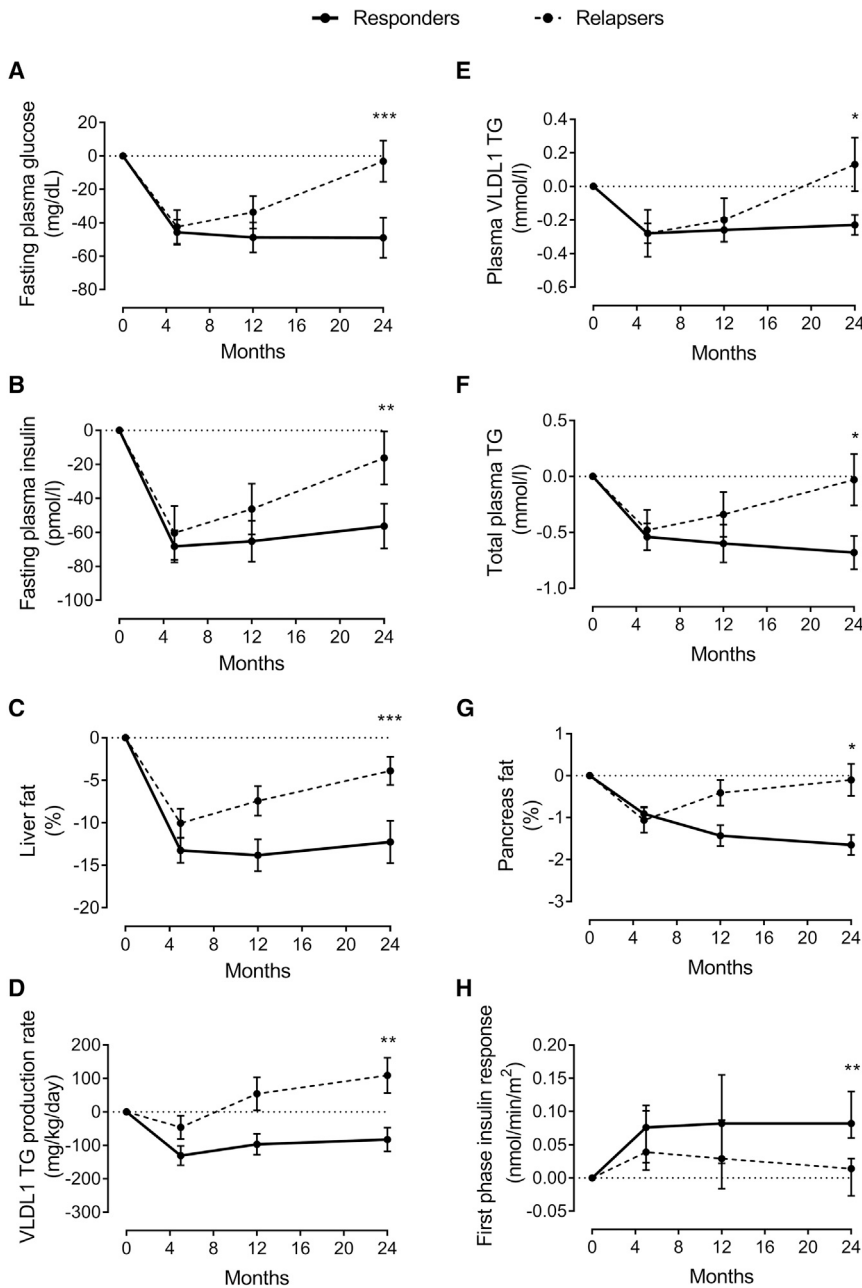 Responders
Relapsers
A
Fasting plasma glucose
(mg/dL)
20
0
-20
-40
-60
-80
***
0 4 8 12 16 20 24
Months
B
Fasting plasma insulin
(pmol/l)
0
-20
-40
-60
-80
-100
**
0 4 8 12 16 20 24
Months
C
Liver fat
(%)
0
-5
-10
-15
-20
***
0 4 8 12 16 20 24
Months
D
VLDL1 TG production rate
(mg/kg/day)
200
100
0
-100
-200
-300
**
0 4 8 12 16 20 24
Months
E
Plasma VLDL1 TG
(mmol/l)
0.4
0.2
0.0
-0.2
-0.4
-0.6
*
0 4 8 12 16 20 24
Months
F
Total plasma TG
(mmol/l)
0.5
0.0
-0.5
-1.0
*
0 4 8 12 16 20 24
Months
G
Pancreas fat
(%)
1
0
-1
-2
-3
*
0 4 8 12 16 20 24
Months
H
First phase insulin response
(nmol/min/m²)
0.20
0.15
0.10
0.05
0.00
-0.05
**
0 4 8 12 16 20 24
Months